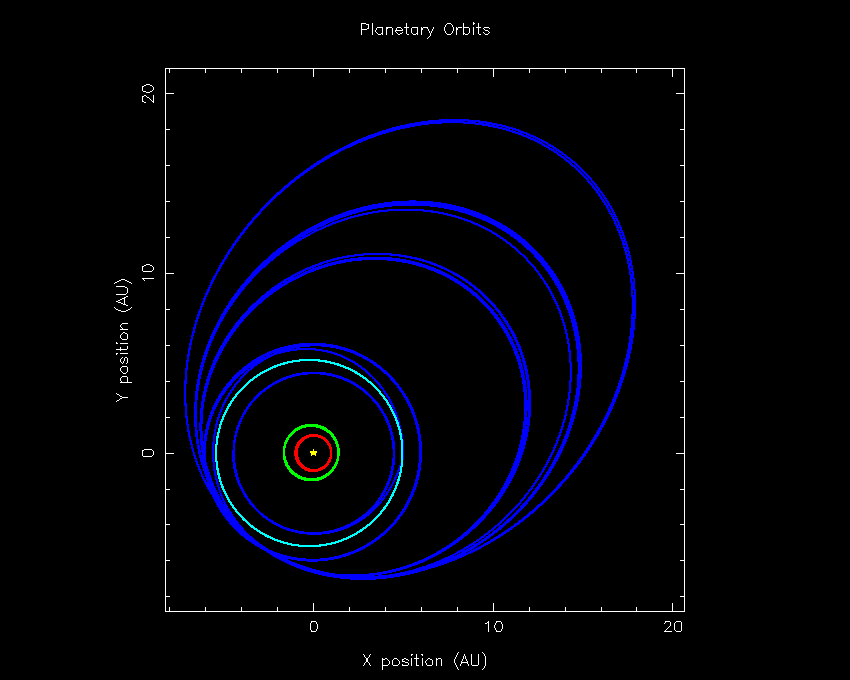 Planetary Orbits
20
10
0
Y position (AU)
0 10 20
X position (AU)